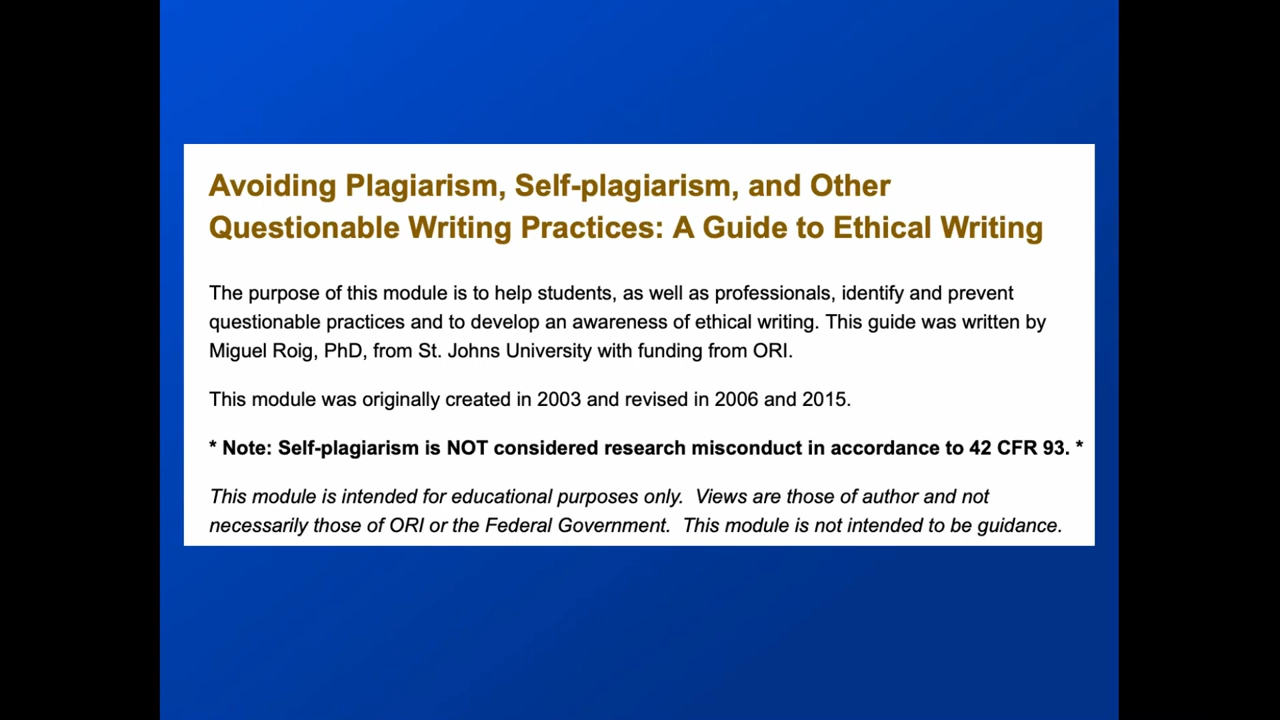 Avoiding Plagiarism, Self-plagiarism, and Other
Questionable Writing Practices: A Guide to Ethical Writing
The purpose of this module is to help students, as well as professionals, identify and prevent
questionable practices and to develop an awareness of ethical writing. This guide was written by
Miguel Roig, PhD, from St. Johns University with funding from ORI.
This module was originally created in 2003 and revised in 2006 and 2015.
* Note: Self-plagiarism is NOT considered research misconduct in accordance to 42 CFR 93. *
This module is intended for educational purposes only. Views are those of author and not
necessarily those of ORI or the Federal Government. This module is not intended to be guidance.